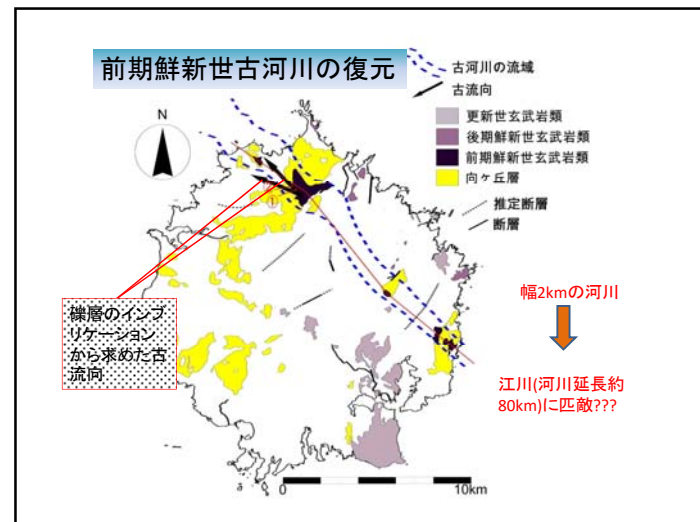 前期鮮新世古河川の復元
古河川の流域
古流向
更新世玄武岩類
後期鮮新世玄武岩類
前期鮮新世玄武岩類
向ヶ丘層
推定断層
断層
N
①
礫層のインブ
リケーション
から求めた古
流向
幅2kmの河川
江川(河川延長約
80km)に匹敵???
0
10km